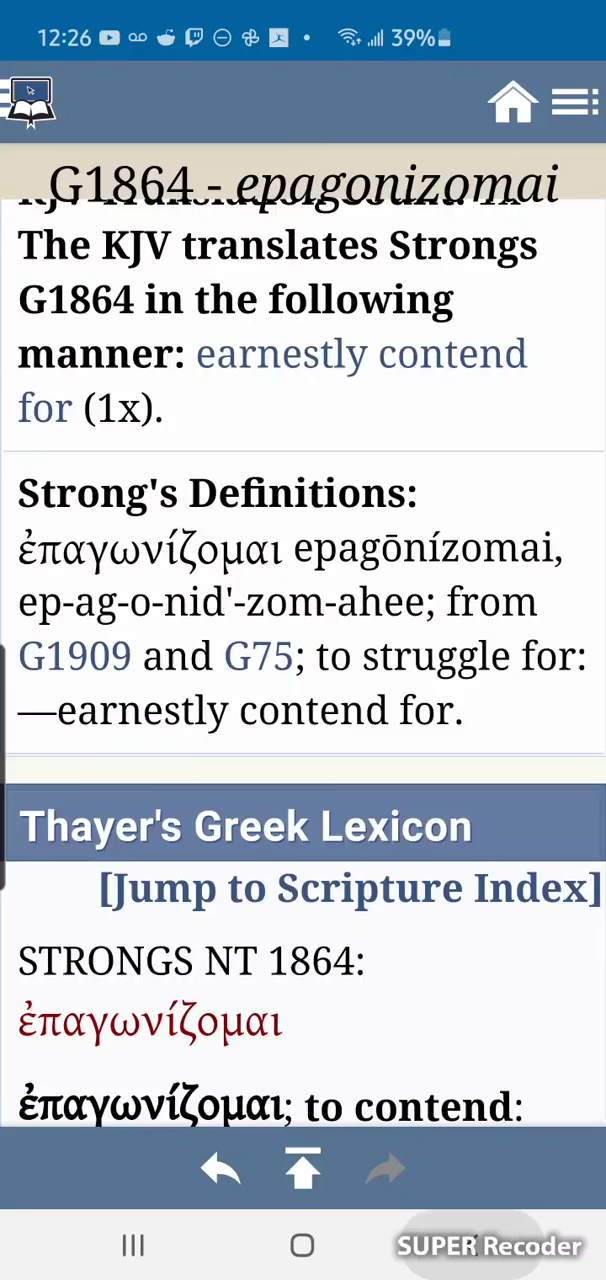 12:26 39%
G1864 - epagonizomai
The KJV translates Strongs
G1864 in the following
manner: earnestly contend
for (1x).
Strong's Definitions:
ἐπαγωνίζομαι epagōnízomai,
ep-ag-o-nid'-zom-ahee; from
G1909 and G75; to struggle for:
—earnestly contend for.
Thayer's Greek Lexicon
[Jump to Scripture Index]
STRONGS NT 1864:
ἐπαγωνίζομαι
ἐπαγωνίζομαι; to contend:
SUPER Recoder